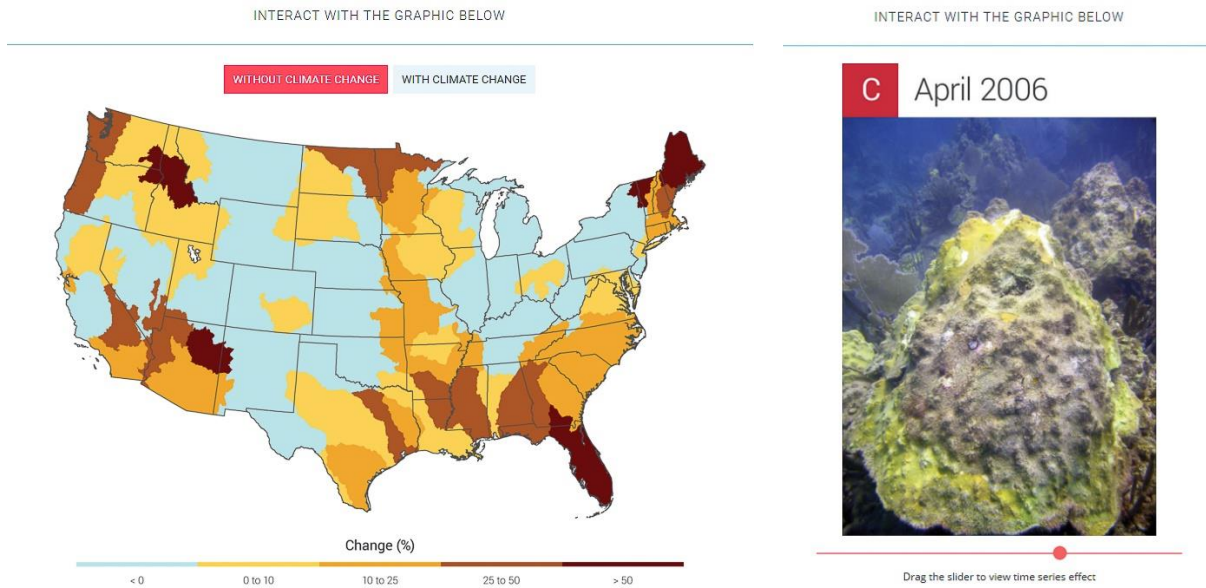 INTERACT WITH THE GRAPHIC BELOW
WITHOUT CLIMATE CHANGE WITH CLIMATE CHANGE
Change (%)
< 0 0 to 10 10 to 25 25 to 50 > 50
INTERACT WITH THE GRAPHIC BELOW
C April 2006
Drag the slider to view time series effect